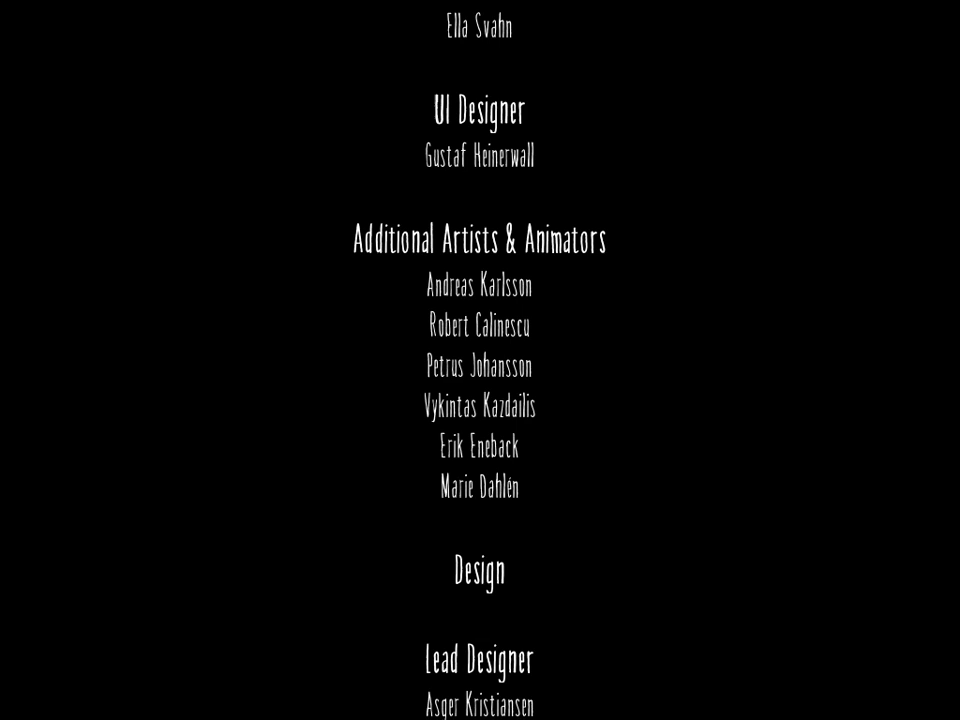 Ella Svahn
UI Designer
Gustaf Heinerwall
Additional Artists & Animators
Andreas Karlsson
Robert Calinescu
Petrus Johansson
Vykintas Kazdailis
Erik Eneback
Marie Dahlén
Design
Lead Designer
Asger Kristiansen